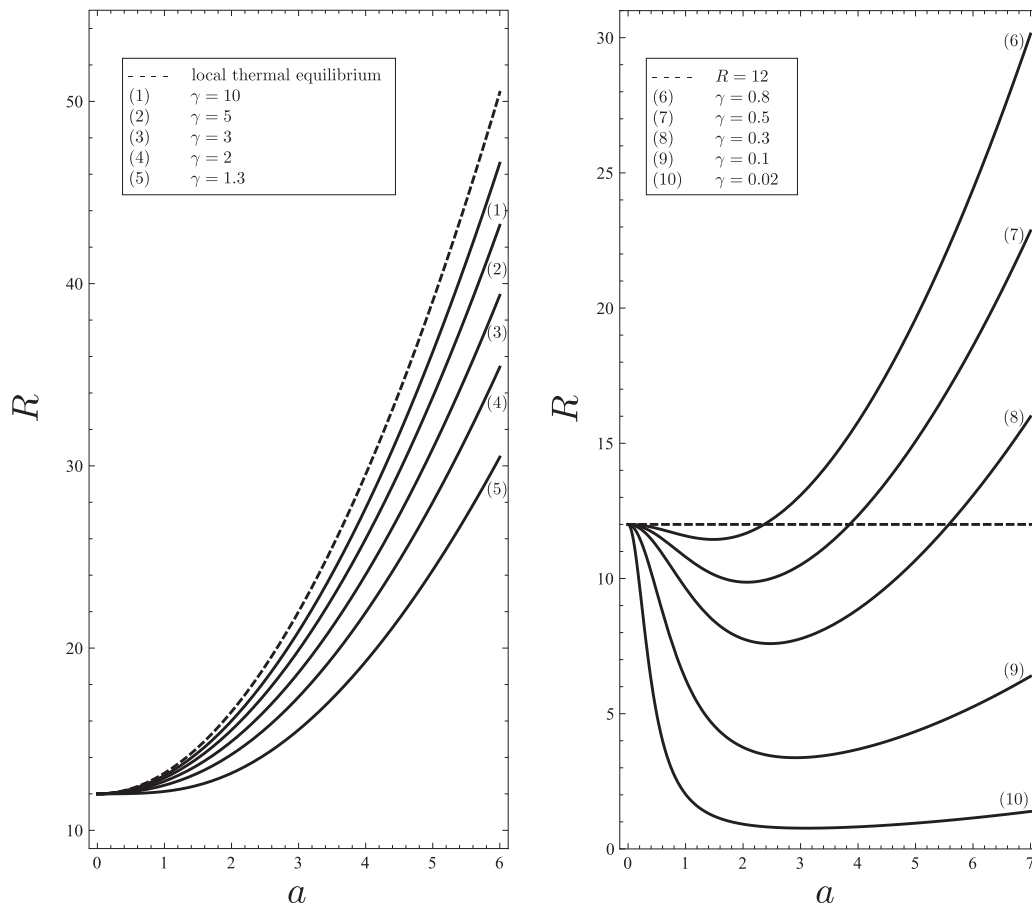 local thermal equilibrium
(1) γ = 10
(2) γ = 5
(3) γ = 3
(4) γ = 2
(5) γ = 1.3
50
40
30
20
10
(1)
(2)
(3)
(4)
(5)
R
0 1 2 3 4 5 6
a
R = 12
(6) γ = 0.8
(7) γ = 0.5
(8) γ = 0.3
(9) γ = 0.1
(10) γ = 0.02
30
25
20
15
10
5
0
(6)
(7)
(8)
(9)
(10)
R
0 1 2 3 4 5 6 7
a